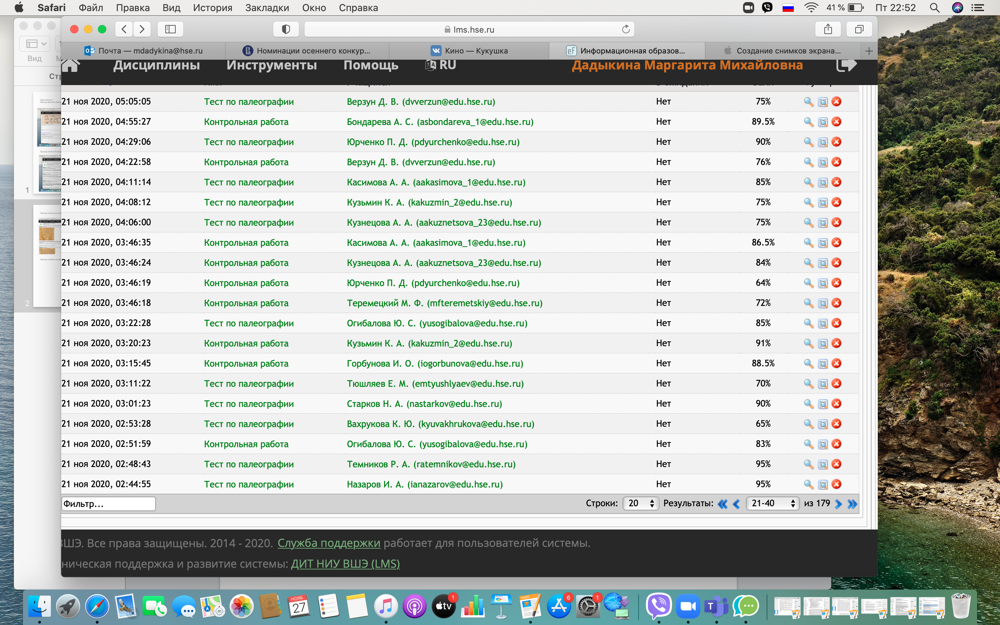 Safari Файл Правка Вид История Закладки Окно Справка 41 % Пт 22:52
lms.hse.ru
Вид
Почта — mdadykina@hse.ru Номинации осеннего конкур... Кино — Кукушка Информационная образов... Создание снимков экрана...
Дисциплины Инструменты Помощь RU Дадыкина Маргарита Михайловна
21 ноя 2020, 05:05:05 Тест по палеографии Верзун Д. В. (dvverzun@edu.hse.ru) Нет 75%
21 ноя 2020, 04:55:27 Контрольная работа Бондарева А. С. (asbondareva_1@edu.hse.ru) Нет 89.5%
21 ноя 2020, 04:29:06 Тест по палеографии Юрченко П. Д. (pdyurchenko@edu.hse.ru) Нет 90%
21 ноя 2020, 04:22:58 Контрольная работа Верзун Д. В. (dvverzun@edu.hse.ru) Нет 76%
21 ноя 2020, 04:11:14 Тест по палеографии Касимова А. А. (aakasimova_1@edu.hse.ru) Нет 85%
21 ноя 2020, 04:08:12 Тест по палеографии Кузьмин К. А. (kakuzmin_2@edu.hse.ru) Нет 75%
21 ноя 2020, 04:06:00 Тест по палеографии Кузнецова А. А. (aakuznetsova_23@edu.hse.ru) Нет 75%
21 ноя 2020, 03:46:35 Контрольная работа Касимова А. А. (aakasimova_1@edu.hse.ru) Нет 86.5%
21 ноя 2020, 03:46:24 Контрольная работа Кузнецова А. А. (aakuznetsova_23@edu.hse.ru) Нет 84%
21 ноя 2020, 03:46:19 Контрольная работа Юрченко П. Д. (pdyurchenko@edu.hse.ru) Нет 64%
21 ноя 2020, 03:46:18 Контрольная работа Теремецкий М. Ф. (mfteremetskiy@edu.hse.ru) Нет 72%
21 ноя 2020, 03:22:28 Тест по палеографии Огибалова Ю. С. (yusogibalova@edu.hse.ru) Нет 85%
21 ноя 2020, 03:20:23 Контрольная работа Кузьмин К. А. (kakuzmin_2@edu.hse.ru) Нет 91%
21 ноя 2020, 03:15:45 Контрольная работа Горбунова И. О. (iogorbunova@edu.hse.ru) Нет 88.5%
21 ноя 2020, 03:11:22 Тест по палеографии Тюшляев Е. М. (emtyushlyaev@edu.hse.ru) Нет 70%
21 ноя 2020, 03:01:23 Тест по палеографии Старков Н. А. (nastarkov@edu.hse.ru) Нет 90%
21 ноя 2020, 02:53:28 Тест по палеографии Вахрукова К. Ю. (kyuvakhrukova@edu.hse.ru) Нет 65%
21 ноя 2020, 02:51:59 Контрольная работа Огибалова Ю. С. (yusogibalova@edu.hse.ru) Нет 83%
21 ноя 2020, 02:48:43 Тест по палеографии Темников Р. А. (ratemnikov@edu.hse.ru) Нет 95%
21 ноя 2020, 02:44:55 Тест по палеографии Назаров И. А. (ianazarov@edu.hse.ru) Нет 95%
1
2
Фильтр... Строки: 20 Результаты: 21-40 из 179
ВШЭ. Все права защищены. 2014 - 2020. Служба поддержки работает для пользователей системы.
ническая поддержка и развитие системы: ДИТ НИУ ВШЭ (LMS)
3D НОЯБ. 27 tv 1 PAGES 6 1 T